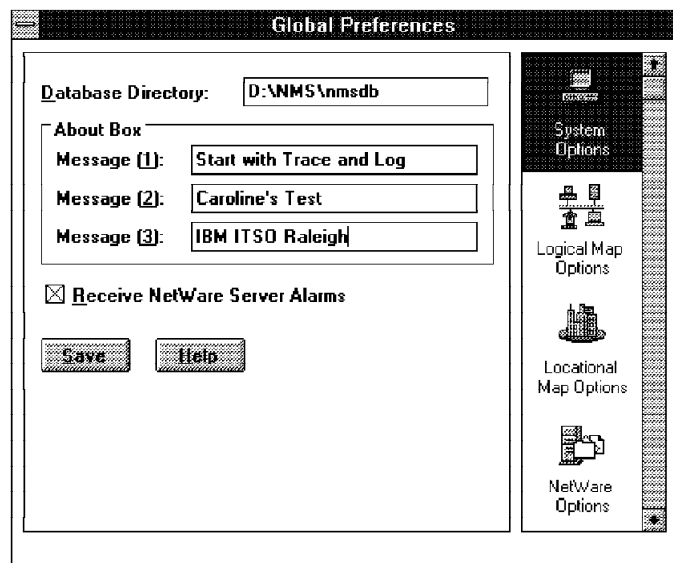 Global Preferences
Database Directory: D:\NMS\nmsdb
About Box
Message (1): Start with Trace and Log
Message (2): Caroline's Test
Message (3): IBM ITSO Raleigh
Receive NetWare Server Alarms
Save Help
System
Options
Logical Map
Options
Locational
Map Options
NetWare
Options